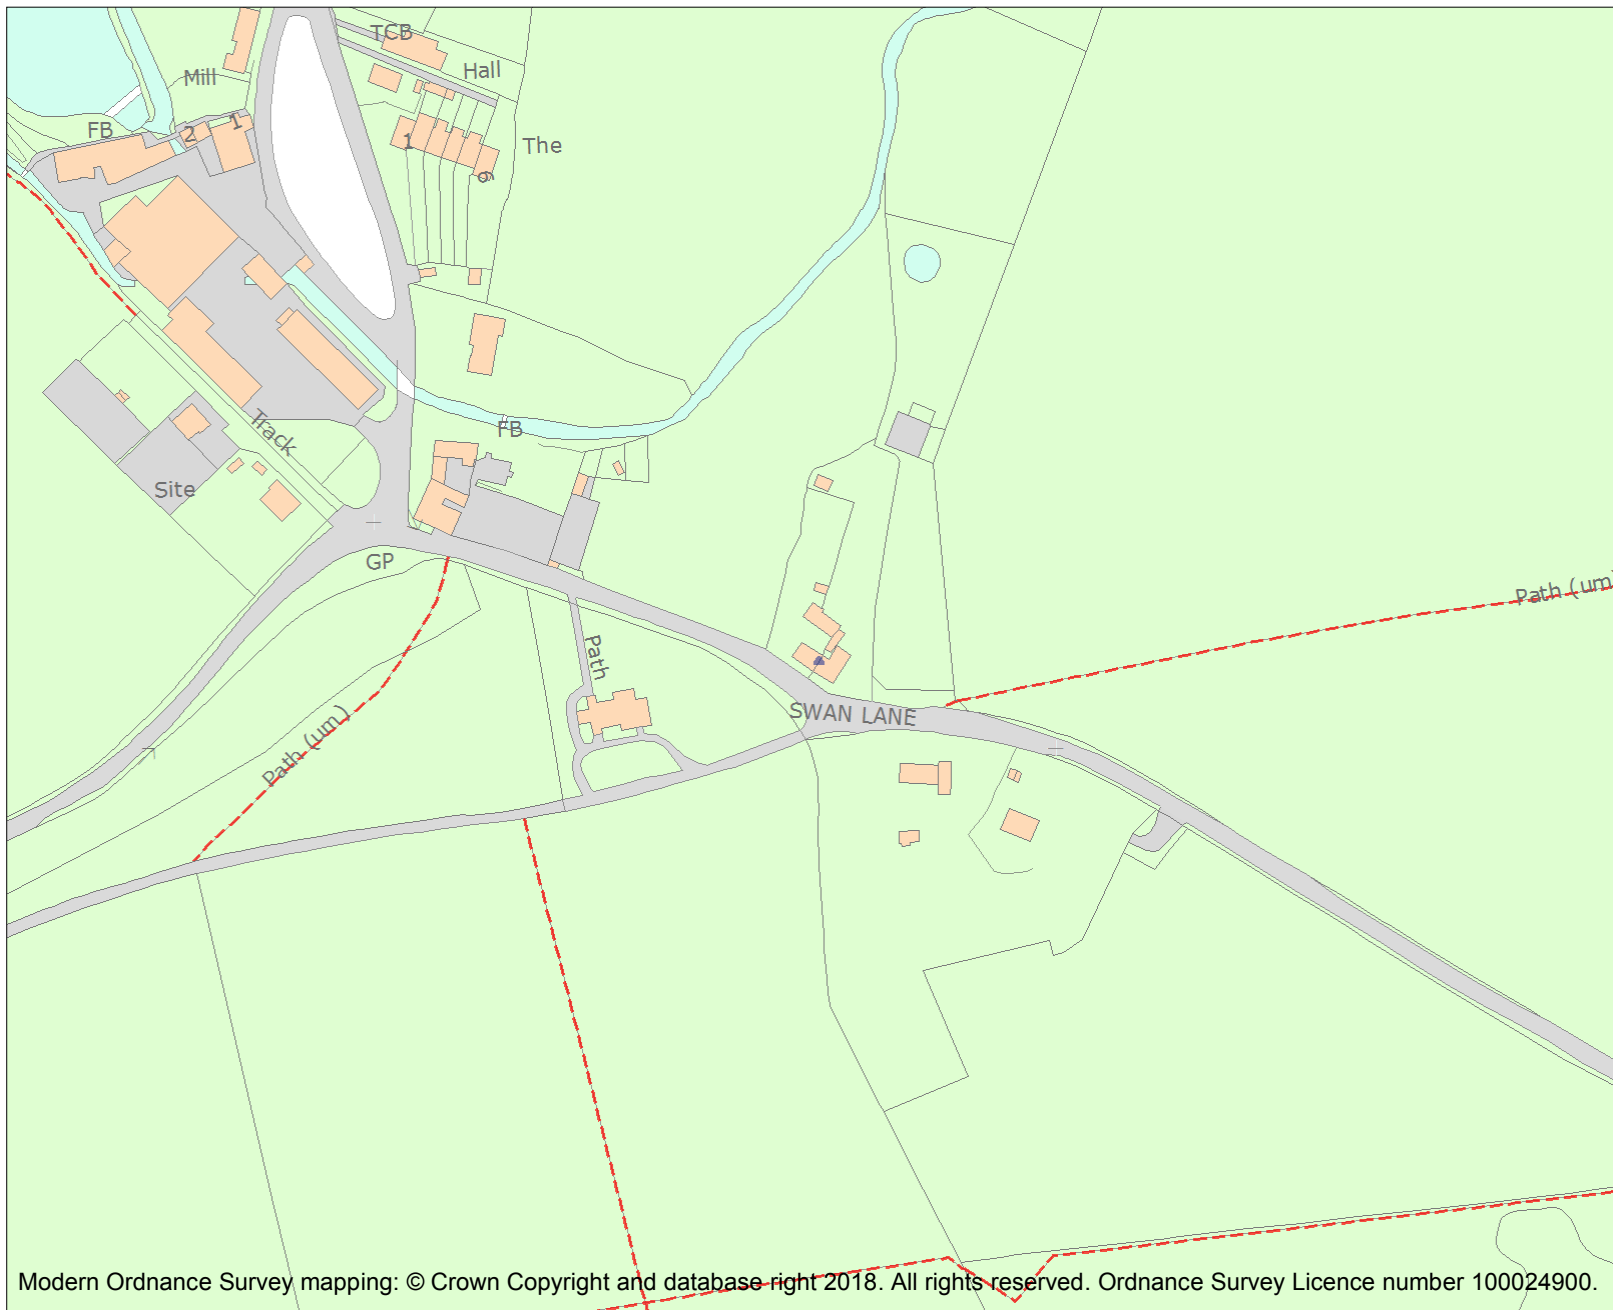 TCB
Hall
Mill
FB
2
1
1
The
6
FB
Track
Site
GP
Path (um)
Path
SWAN LANE
Path (um)
Modern Ordnance Survey mapping: © Crown Copyright and database right 2018. All rights reserved. Ordnance Survey Licence number 100024900.